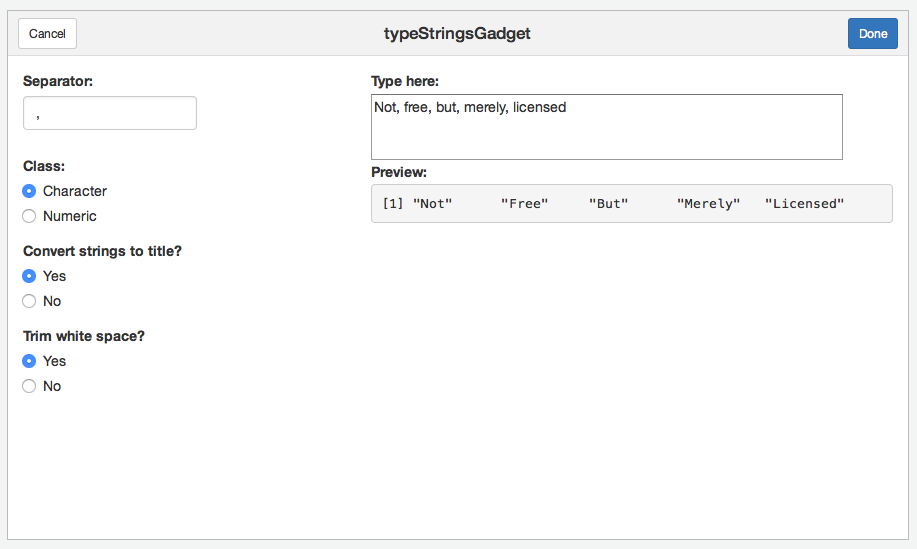 Cancel
typeStringsGadget
Done
Separator:
,
Class:
Character
Numeric
Convert strings to title?
Yes
No
Trim white space?
Yes
No
Type here:
Not, free, but, merely, licensed
Preview:
[1] "Not"      "Free"     "But"      "Merely"   "Licensed"